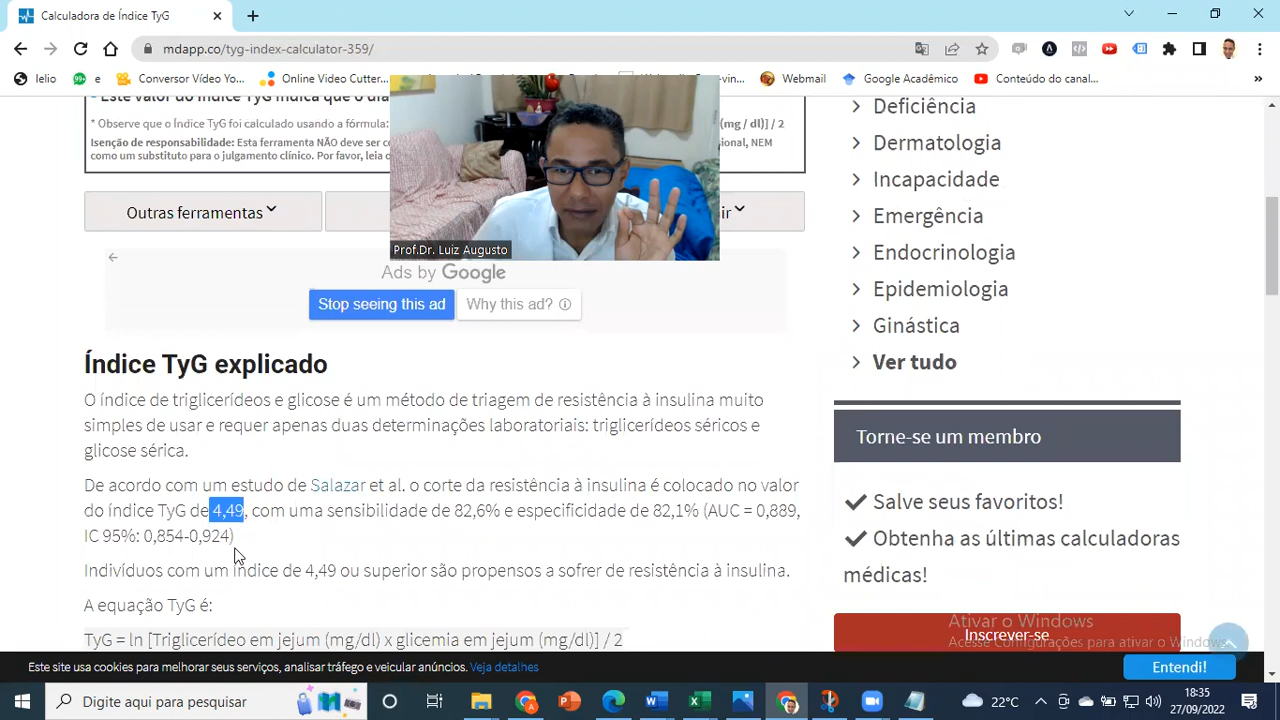 Calculadora de Índice TyG
mdapp.co/tyg-index-calculator-359/
lelio
99+
e
Conversor Vídeo Yo...
Online Video Cutter...
Webmail
Google Acadêmico
Conteúdo do canal...
* Observe que o Índice TyG foi calculado usando a fórmula:
(mg / dl)] / 2
Isenção de responsabilidade: Esta ferramenta NÃO deve ser
sional, NEM
como um substituto para o julgamento clínico. Por favor, leia o
Outras ferramentas
Prof.Dr. Luiz Augusto
Ads by Google
Stop seeing this ad
Why this ad?
Índice TyG explicado
O índice de triglicerídeos e glicose é um método de triagem de resistência à insulina muito
simples de usar e requer apenas duas determinações laboratoriais: triglicerídeos séricos e
glicose sérica.
De acordo com um estudo de Salazar et al. o corte da resistência à insulina é colocado no valor
do índice TyG de 4,49, com uma sensibilidade de 82,6% e especificidade de 82,1% (AUC = 0,889,
IC 95%: 0,854-0,924)
Indivíduos com um índice de 4,49 ou superior são propensos a sofrer de resistência à insulina.
A equação TyG é:
TyG = ln [Triglicerídeo em jejum (mg/dl) x glicemia em jejum (mg/dl)] / 2
Deficiência
Dermatologia
Incapacidade
Emergência
Endocrinologia
Epidemiologia
Ginástica
Ver tudo
Torne-se um membro
Salve seus favoritos!
Obtenha as últimas calculadoras
médicas!
Inscrever-se
Ativar o Windows
Acesse Configurações para ativar o Windows.
Este site usa cookies para melhorar seus serviços, analisar tráfego e veicular anúncios. Veja detalhes
Entendi!
Digite aqui para pesquisar
22°C
18:35
27/09/2022